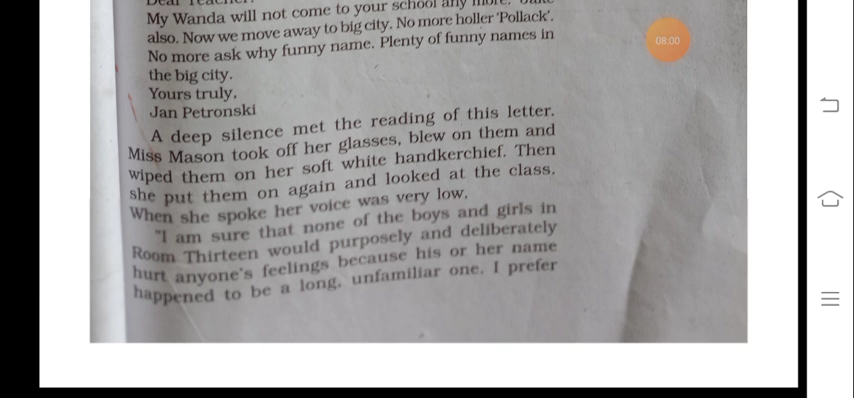 Dear Teacher:
My Wanda will not come to your school any more. Jake
also. Now we move away to big city. No more holler 'Pollack'.
No more ask why funny name. Plenty of funny names in
the big city.
Yours truly,
Jan Petronski
A deep silence met the reading of this letter.
Miss Mason took off her glasses, blew on them and
wiped them on her soft white handkerchief. Then
she put them on again and looked at the class.
When she spoke her voice was very low.
"I am sure that none of the boys and girls in
Room Thirteen would purposely and deliberately
hurt anyone's feelings because his or her name
happened to be a long, unfamiliar one. I prefer
08:00